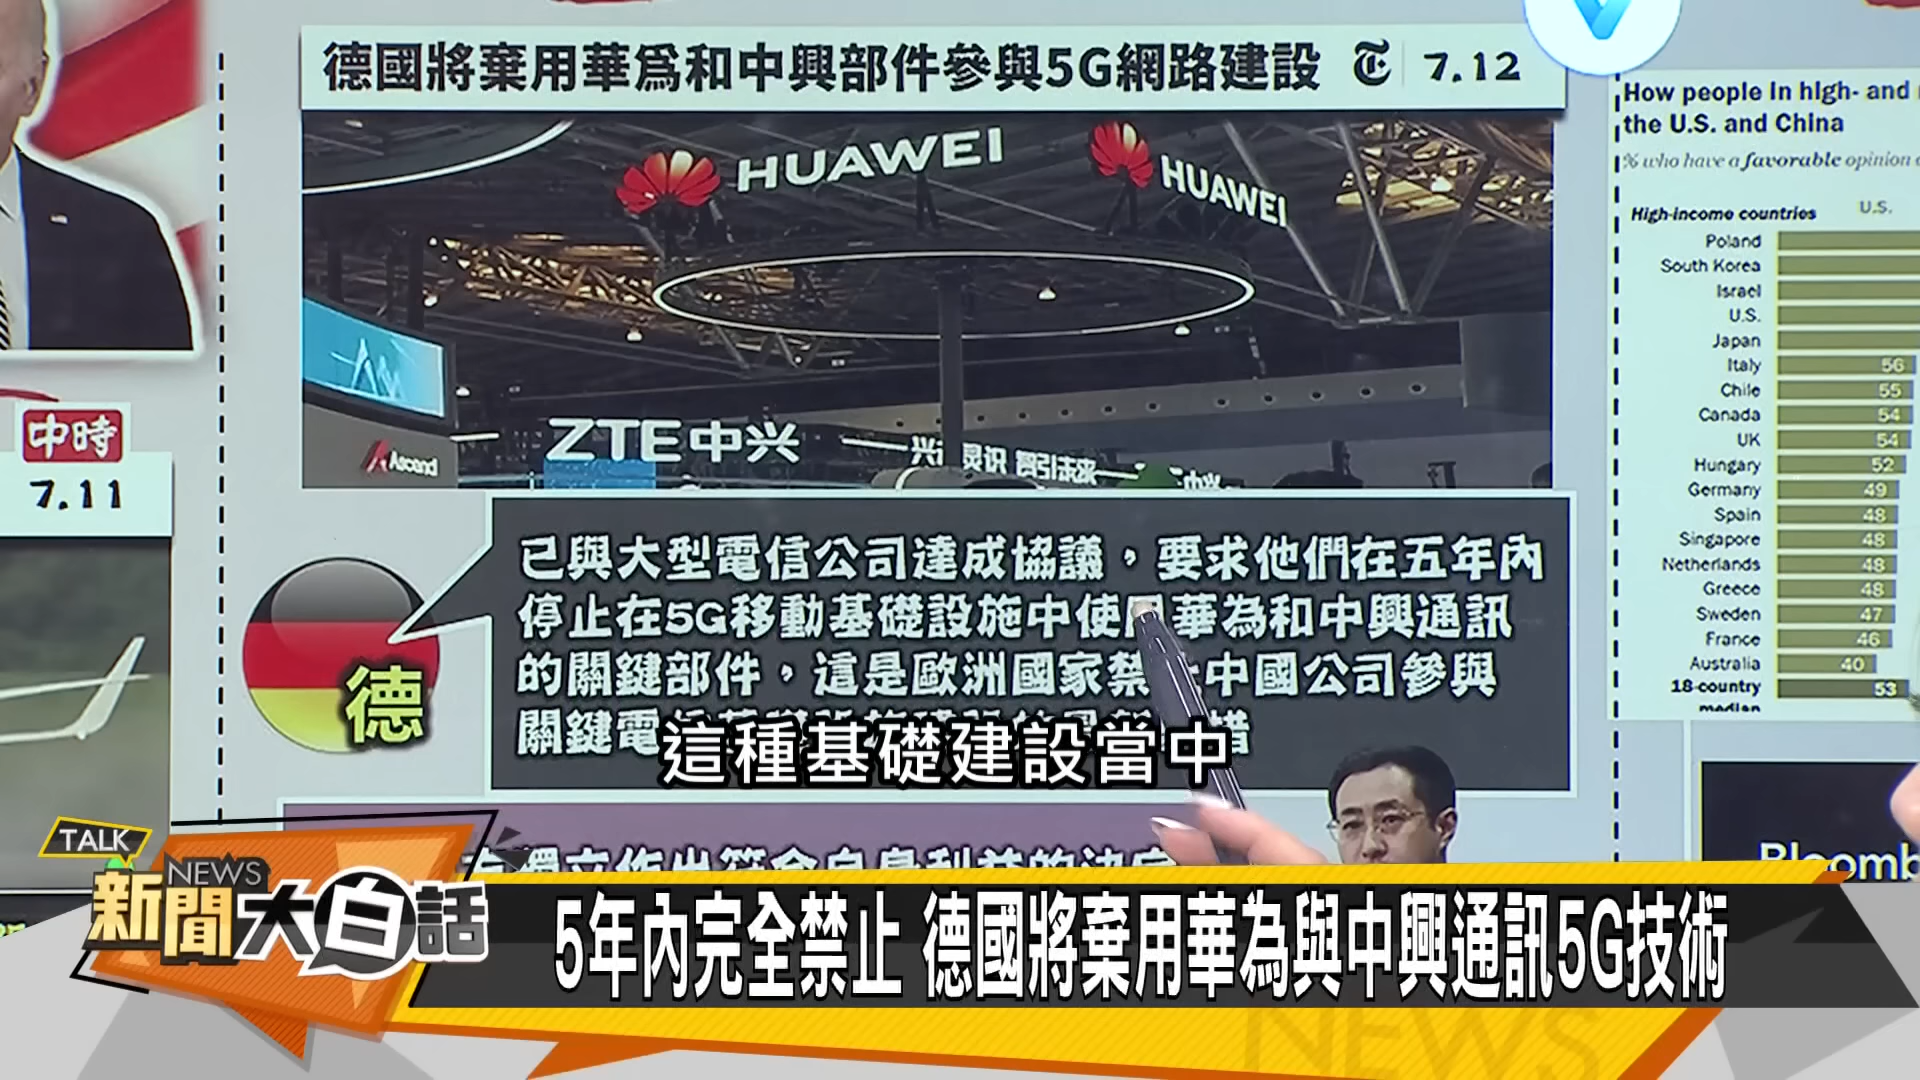 德國將棄用華為和中興部件參與5G網路建設 7.12
HUAWEI
HUAWEI
Ascend
ZTE中兴
中時
7.11
已與大型電信公司達成協議，要求他們在五年內
停止在5G移動基礎設施中使用華為和中興通訊
的關鍵部件，這是歐洲國家禁 中國公司參與
關鍵電
德
這種基礎建設當中
How people in high- and
the U.S. and China
% who have a favorable opinion
High-income countries U.S.
Poland
South Korea
Israel
U.S.
Japan
Italy 56
Chile 55
Canada 54
UK 54
Hungary 52
Germany 49
Spain 48
Singapore 48
Netherlands 48
Greece 48
Sweden 47
France 46
Australia 40
18-country 53
median
Bloomb
TALK
NEWS
新聞大白話
5年內完全禁止 德國將棄用華為與中興通訊5G技術
NEWS